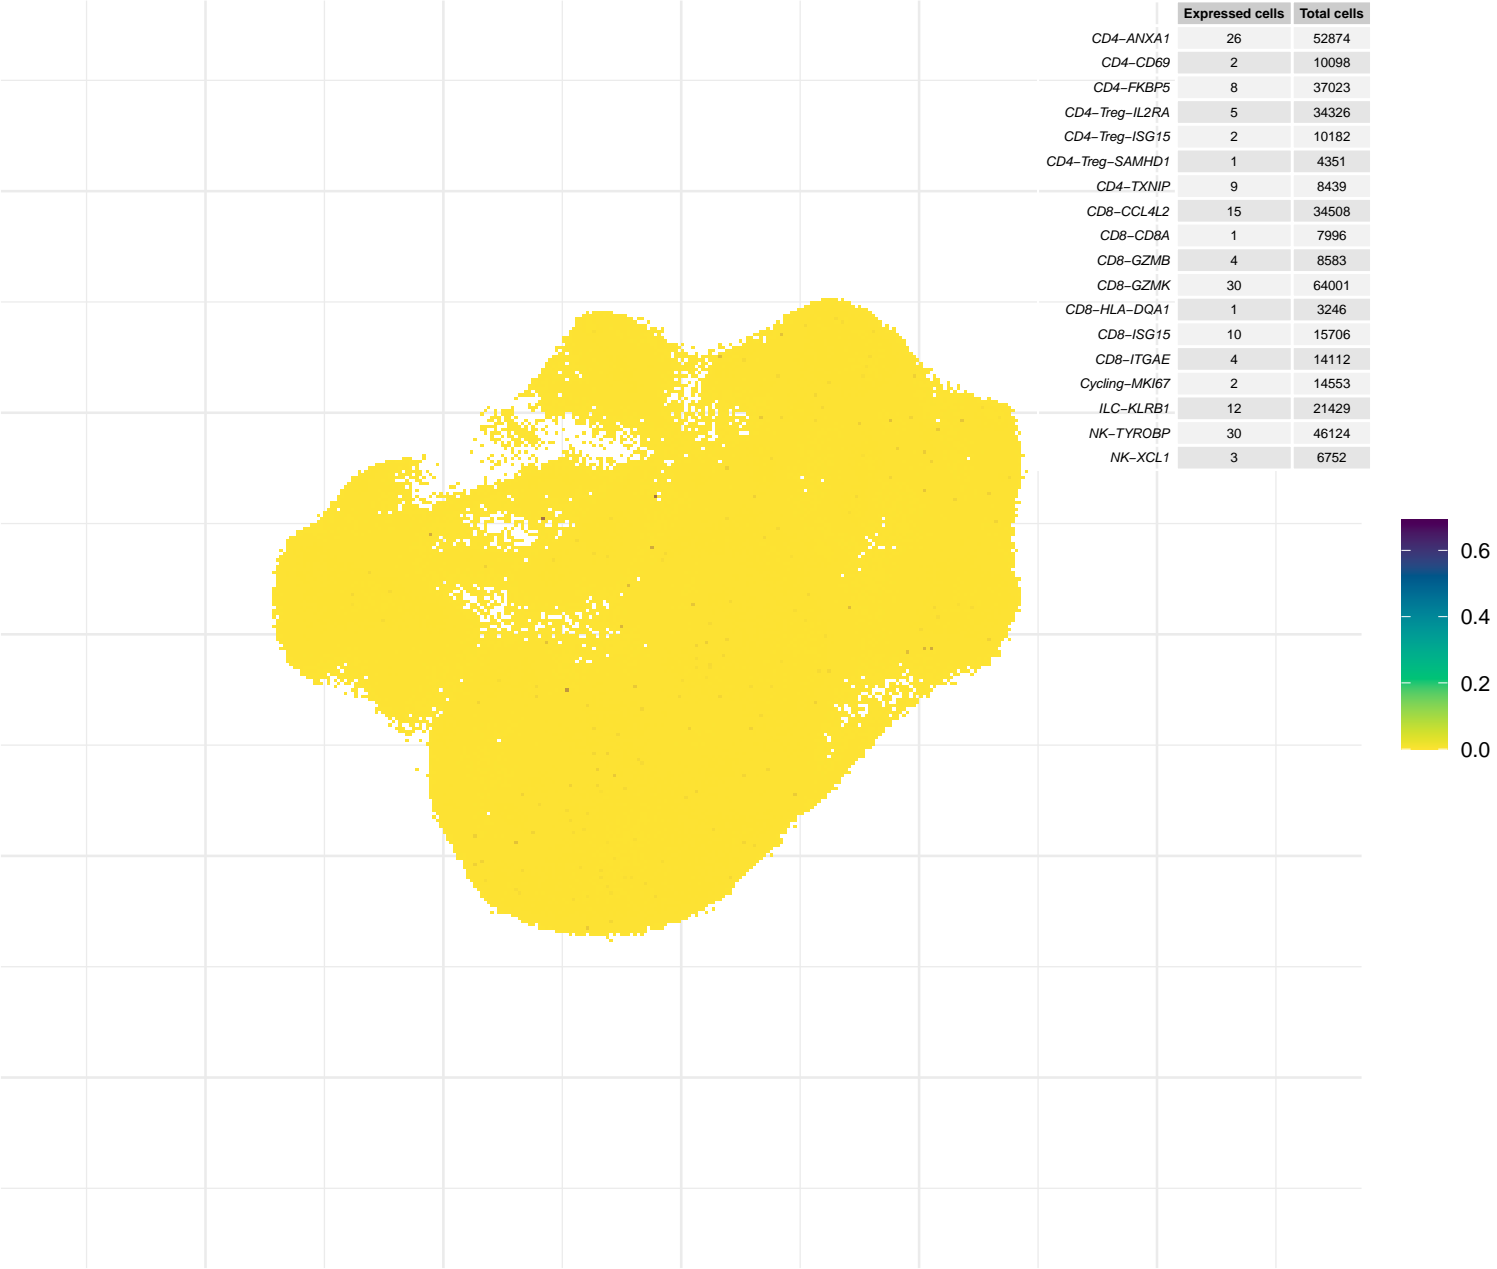 Expressed cells Total cells
CD4−ANXA1 26 52874
CD4−CD69 2 10098
CD4−FKBP5 8 37023
CD4−Treg−IL2RA 5 34326
CD4−Treg−ISG15 2 10182
CD4−Treg−SAMHD1 1 4351
CD4−TXNIP 9 8439
CD8−CCL4L2 15 34508
CD8−CD8A 1 7996
CD8−GZMB 4 8583
CD8−GZMK 30 64001
CD8−HLA−DQA1 1 3246
CD8−ISG15 10 15706
CD8−ITGAE 4 14112
Cycling−MKI67 2 14553
ILC−KLRB1 12 21429
NK−TYROBP 30 46124
NK−XCL1 3 6752
0.6
0.4
0.2
0.0